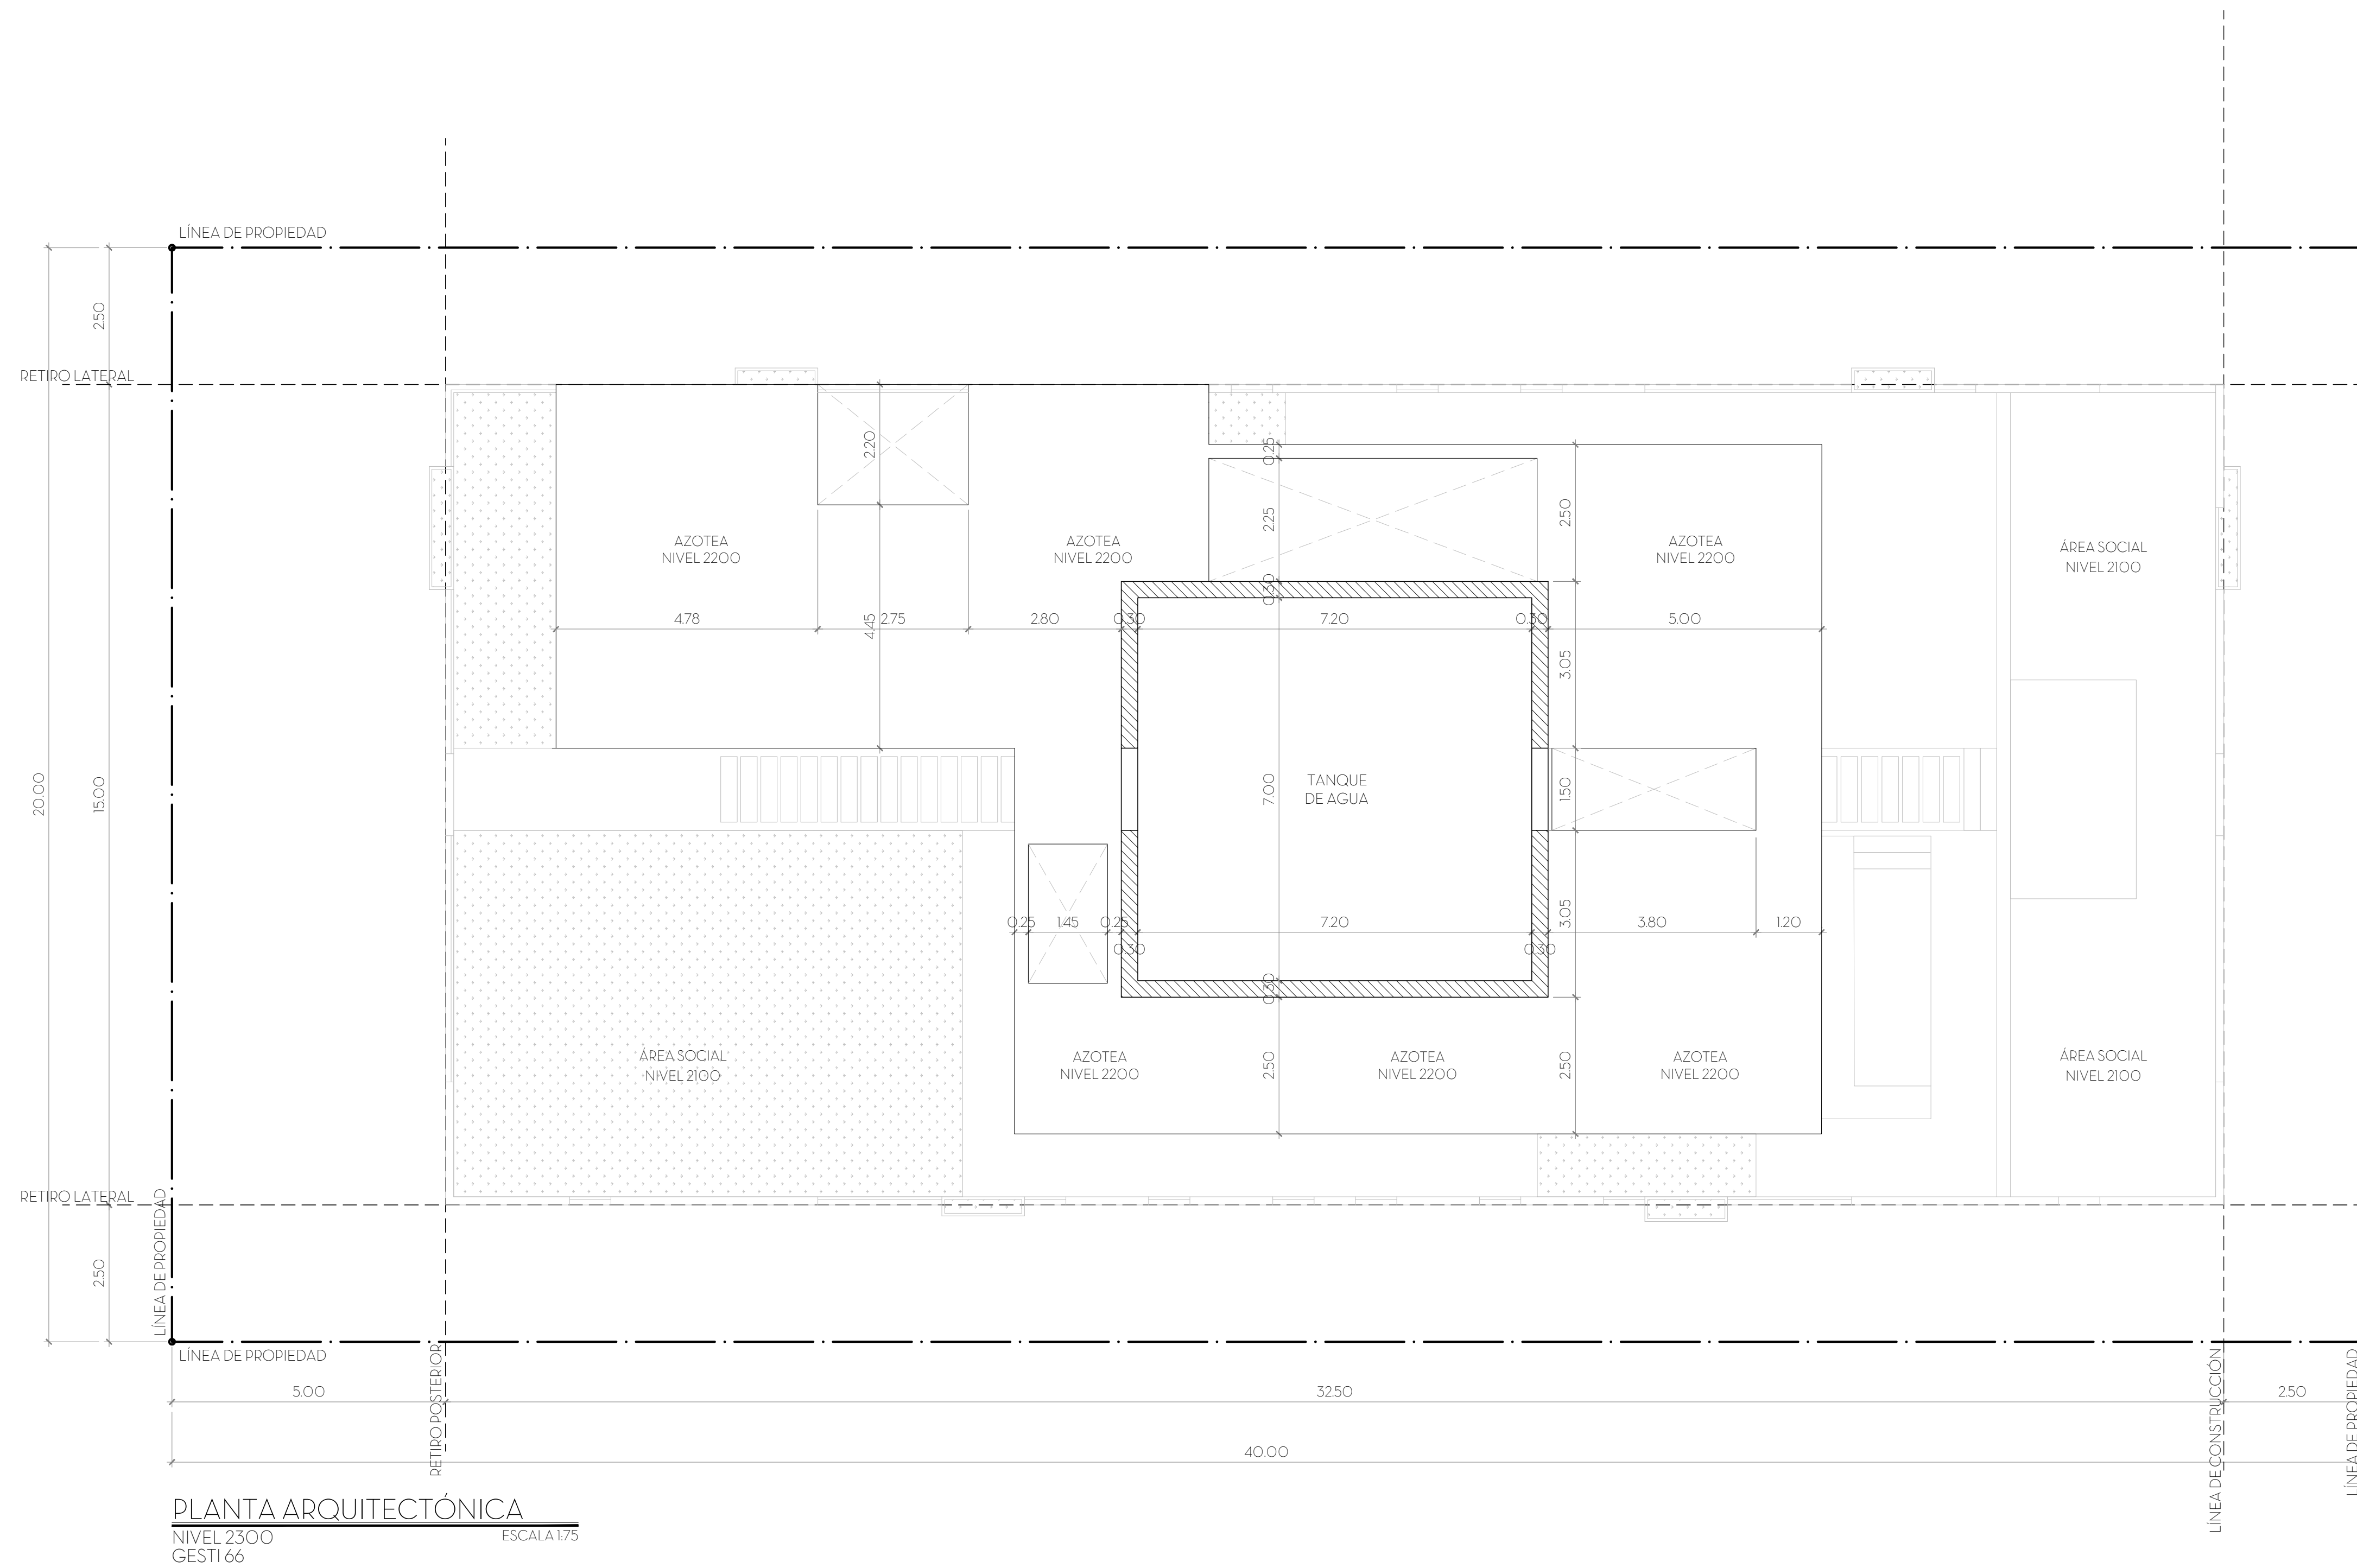 LÍNEA DE PROPIEDAD
2.50
RETIRO LATERAL
20.00
15.00
2.20
0.25
2.25
2.50
AZOTEA
NIVEL 2200
AZOTEA
NIVEL 2200
AZOTEA
NIVEL 2200
ÁREA SOCIAL
NIVEL 2100
0.30
4.78
4.45
2.75
2.80
0.30
7.20
0.30
5.00
3.05
7.00
TANQUE
DE AGUA
1.50
0.25
1.45
0.25
7.20
3.05
3.80
1.20
0.30
0.30
0.30
ÁREA SOCIAL
NIVEL 2100
AZOTEA
NIVEL 2200
2.50
AZOTEA
NIVEL 2200
2.50
AZOTEA
NIVEL 2200
ÁREA SOCIAL
NIVEL 2100
RETIRO LATERAL
LÍNEA DE PROPIEDAD
2.50
LÍNEA DE PROPIEDAD
RETIRO POSTERIOR
LÍNEA DE CONSTRUCCIÓN
LÍNEA DE PROPIEDAD
5.00
32.50
2.50
40.00
PLANTA ARQUITECTÓNICA
NIVEL 2300
ESCALA 1:75
GESTI 66